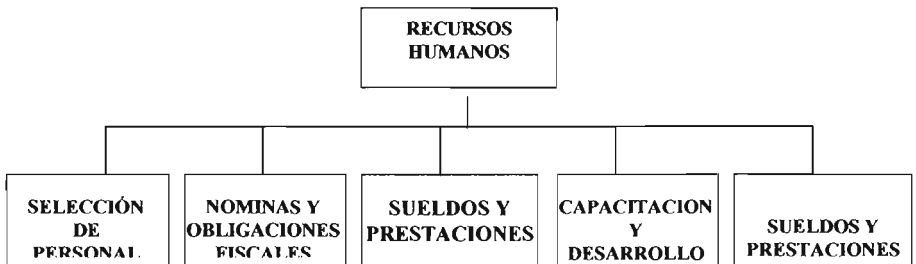 RECURSOS
HUMANOS
SELECCIÓN
DE
PERSONAL
NOMINAS Y
OBLIGACIONES
FISCALES
SUELDOS Y
PRESTACIONES
CAPACITACION
Y
DESARROLLO
SUELDOS Y
PRESTACIONES